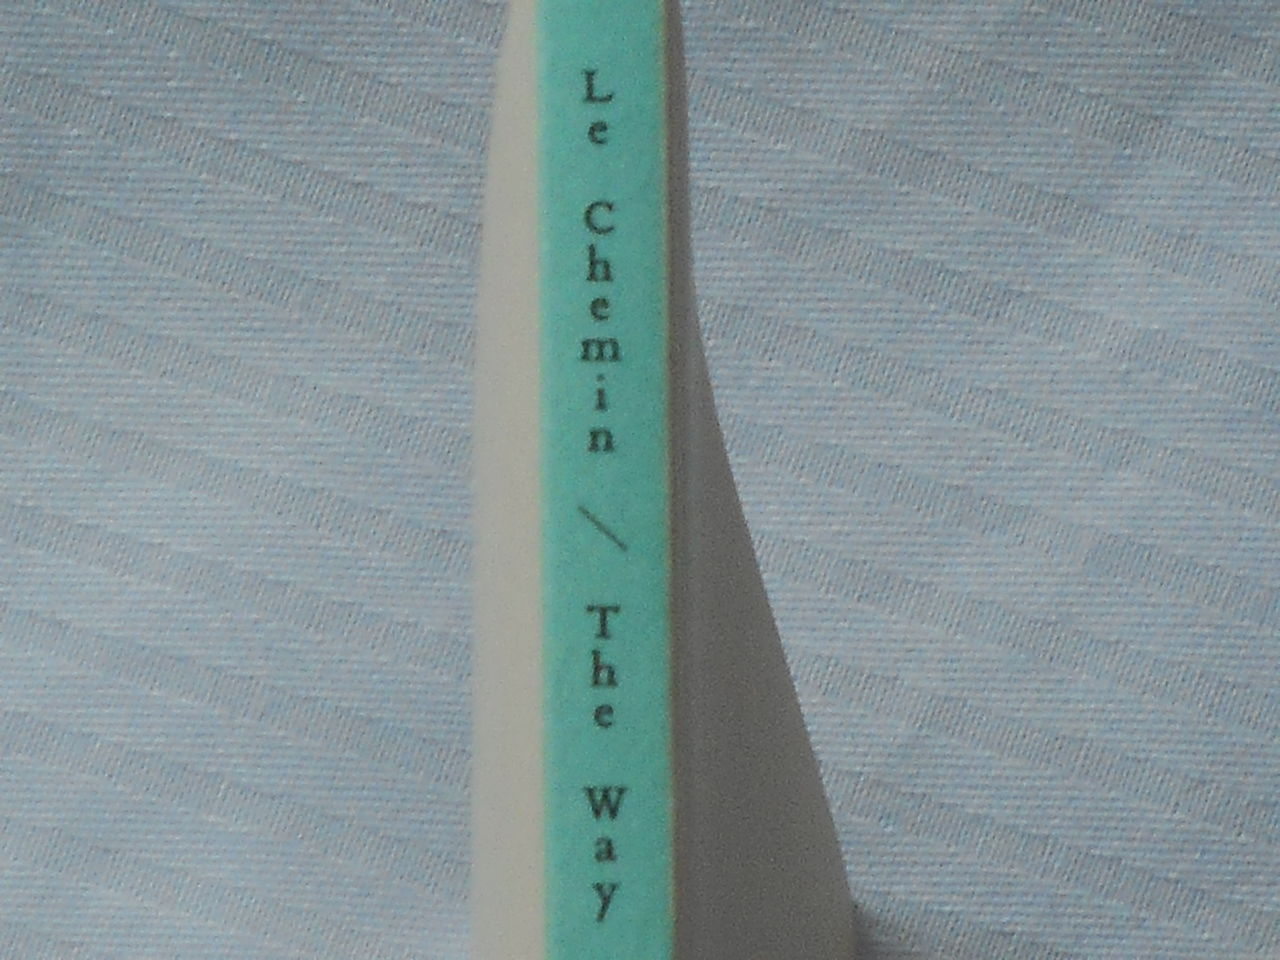 Le Chemin / The Way